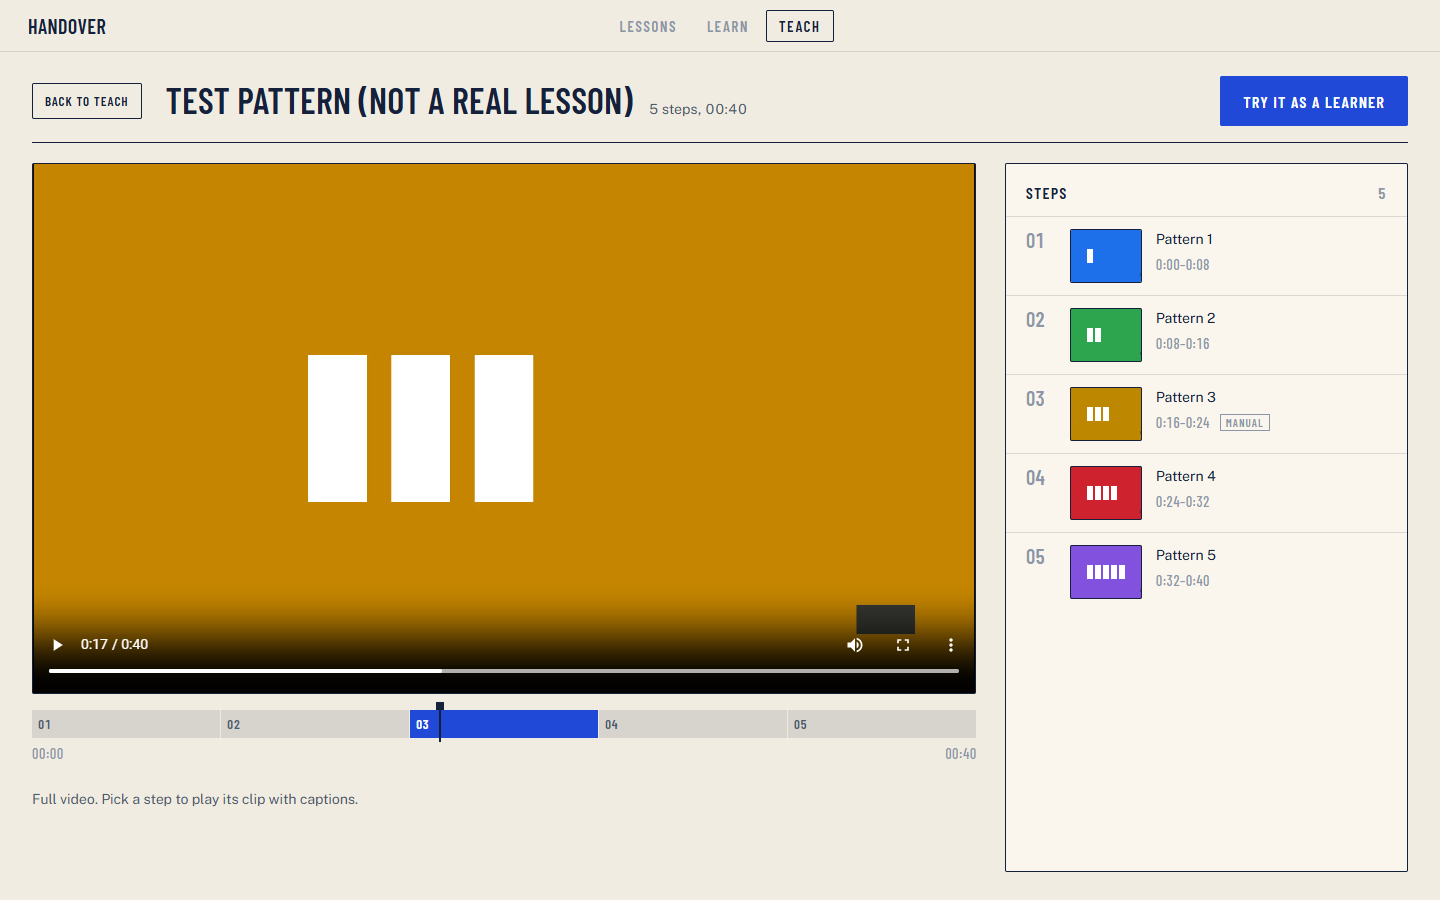 HANDOVER
LESSONS LEARN TEACH
BACK TO TEACH
TEST PATTERN (NOT A REAL LESSON)
5 steps, 00:40
TRY IT AS A LEARNER
0:17 / 0:40
01 02 03 04 05
00:00 00:40
Full video. Pick a step to play its clip with captions.
STEPS 5
01 Pattern 1
0:00–0:08
02 Pattern 2
0:08–0:16
03 Pattern 3
0:16–0:24 MANUAL
04 Pattern 4
0:24–0:32
05 Pattern 5
0:32–0:40